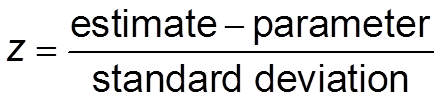 z = estimate – parameter
standard deviation